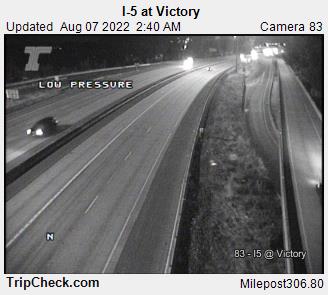 I-5 at Victory
Updated Aug 07 2022 2:40 AM Camera 83
T
LOW PRESSURE
N
83 - I5 @ Victory
TripCheck.com Milepost306.80